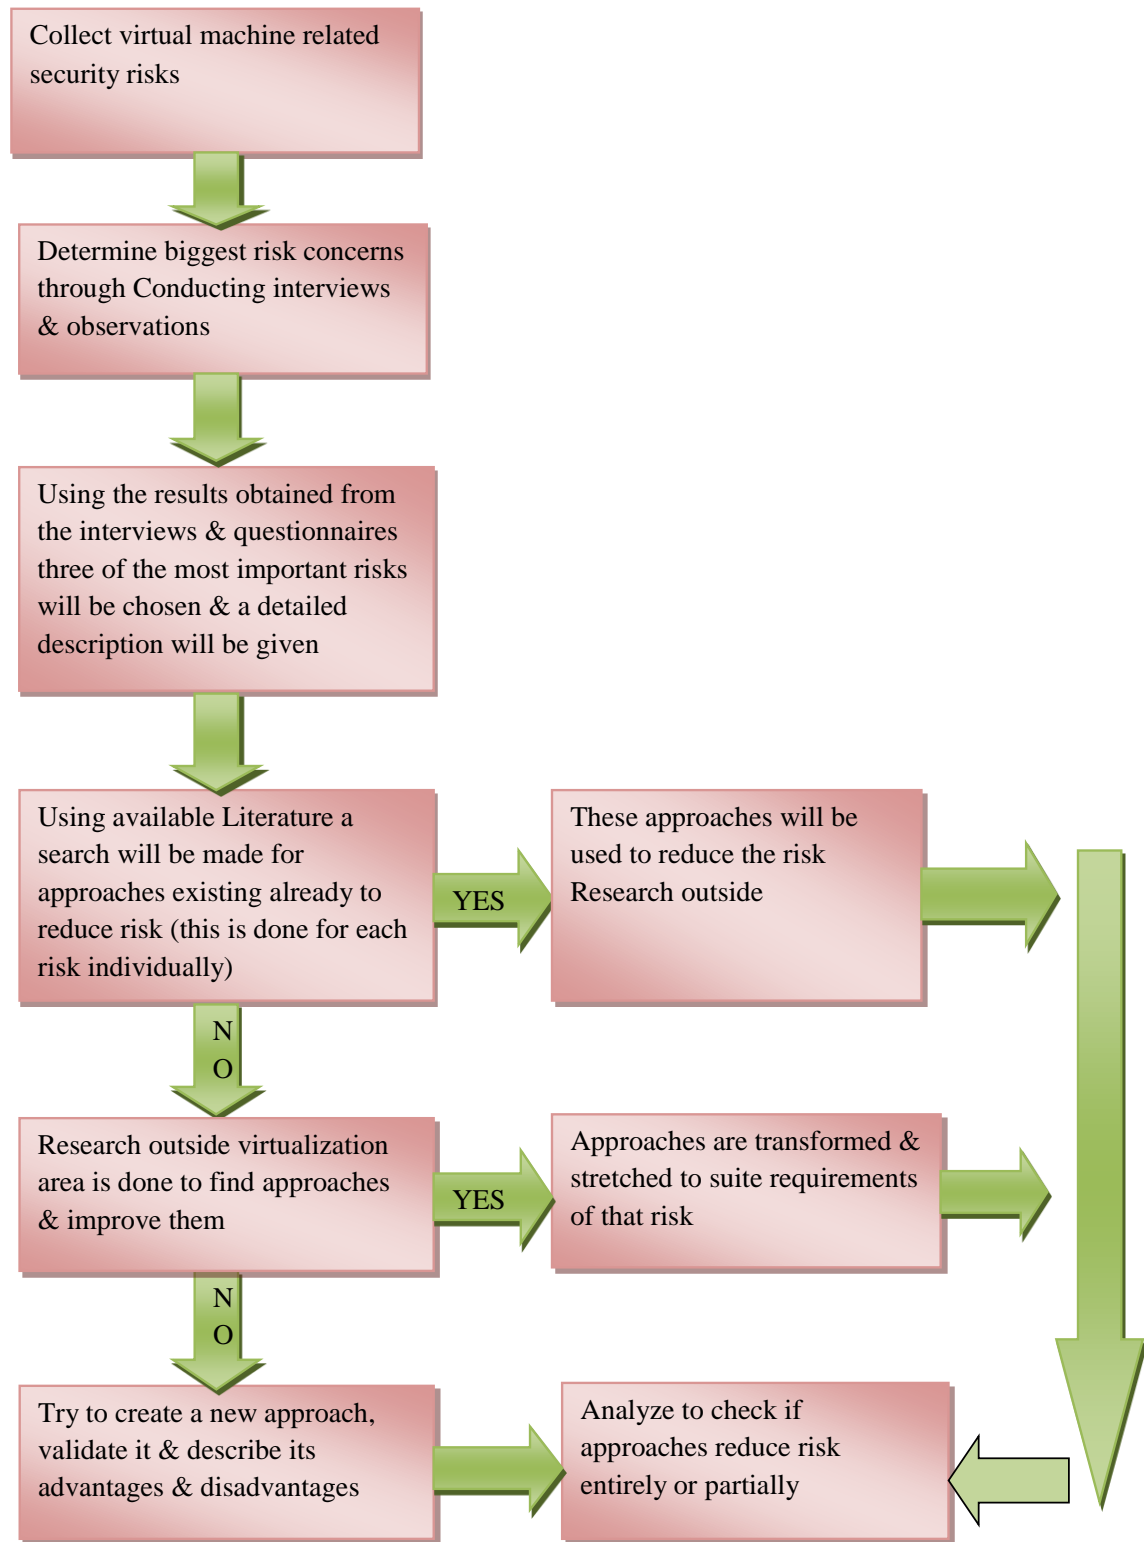 Collect virtual machine related
security risks
Determine biggest risk concerns
through Conducting interviews
& observations
Using the results obtained from
the interviews & questionnaires
three of the most important risks
will be chosen & a detailed
description will be given
Using available Literature a
search will be made for
approaches existing already to
reduce risk (this is done for each
risk individually)
YES
These approaches will be
used to reduce the risk
Research outside
N
O
Research outside virtualization
area is done to find approaches
& improve them
YES
Approaches are transformed &
stretched to suite requirements
of that risk
N
O
Try to create a new approach,
validate it & describe its
advantages & disadvantages
Analyze to check if
approaches reduce risk
entirely or partially